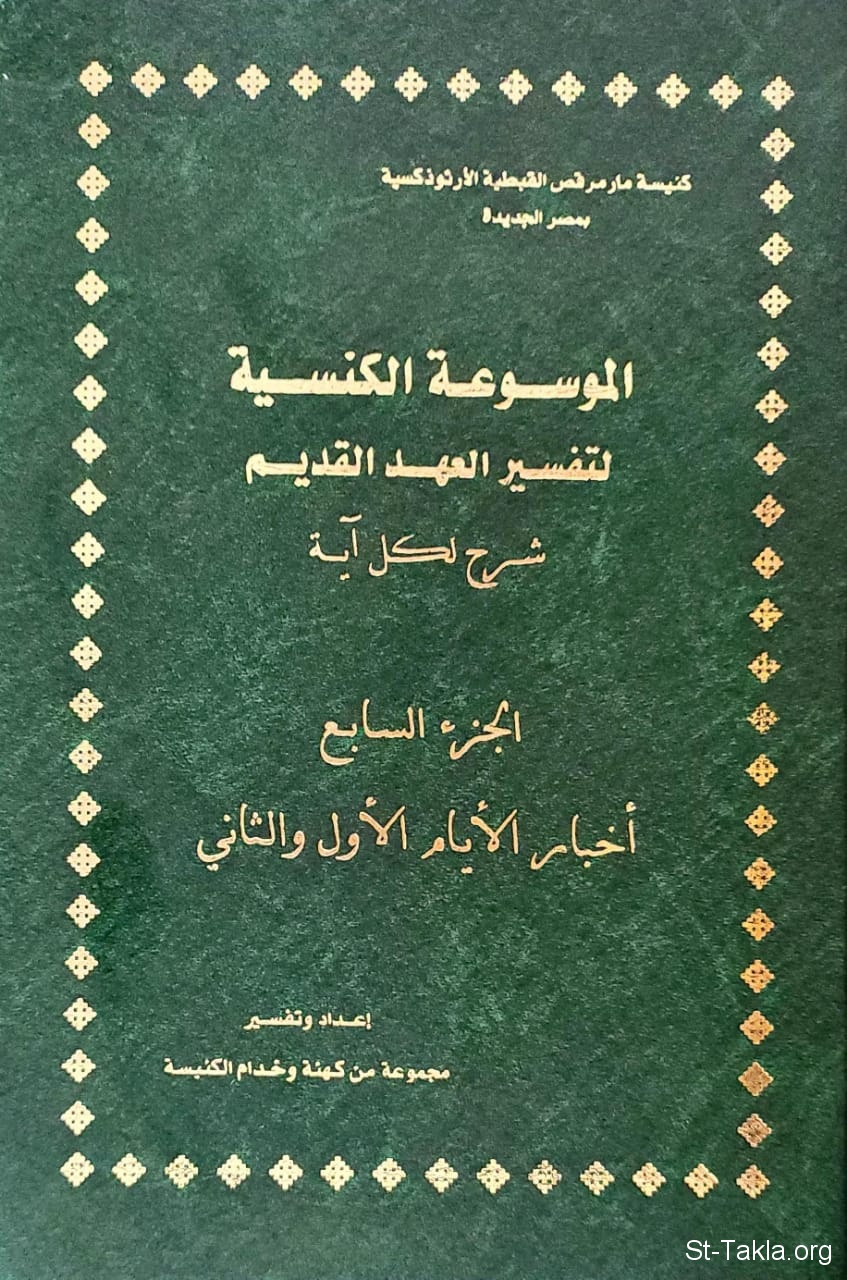 كنيسة مارمرقص القبطية الأرثوذكسية
بمصر الجديدة
الموسوعة الكنسية
لتفسير العهد القديم
شرح لكل آية
الجزء السابع
أخبار الأيام الأول والثاني
إعداد وتفسير
مجموعة من كهنة وخدام الكنيسة
St-Takla.org